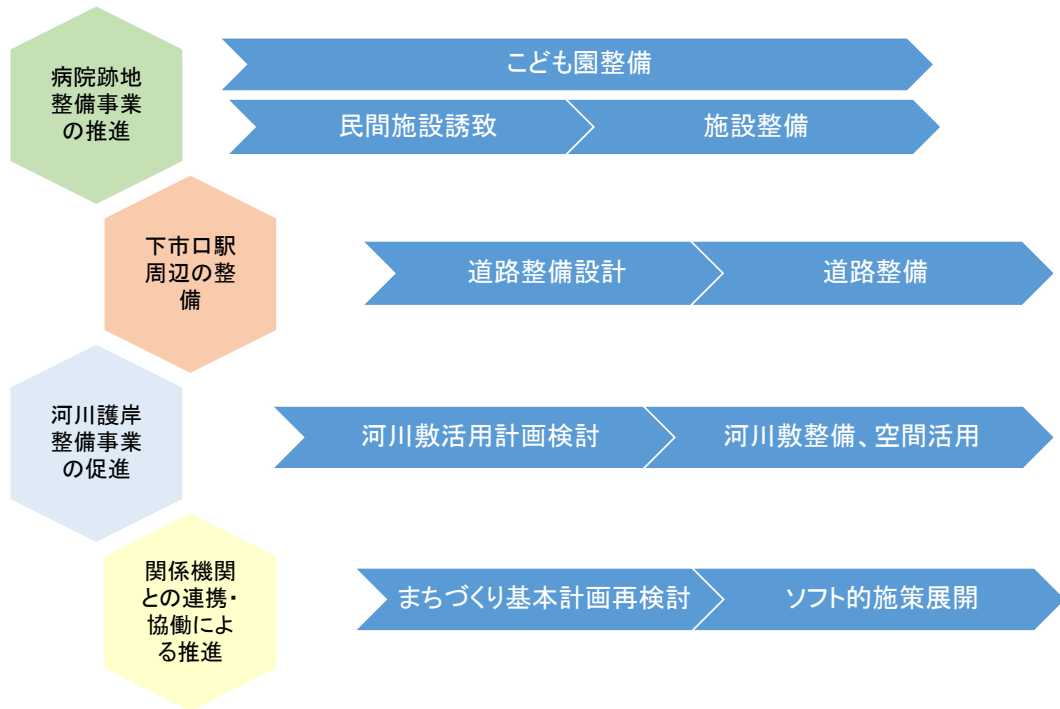 病院跡地
整備事業
の推進
こども園整備
民間施設誘致
施設整備
下市口駅
周辺の整
備
道路整備設計
道路整備
河川護岸
整備事業
の促進
河川敷活用計画検討
河川敷整備、空間活用
関係機関
との連携・
協働によ
る推進
まちづくり基本計画再検討
ソフト的施策展開